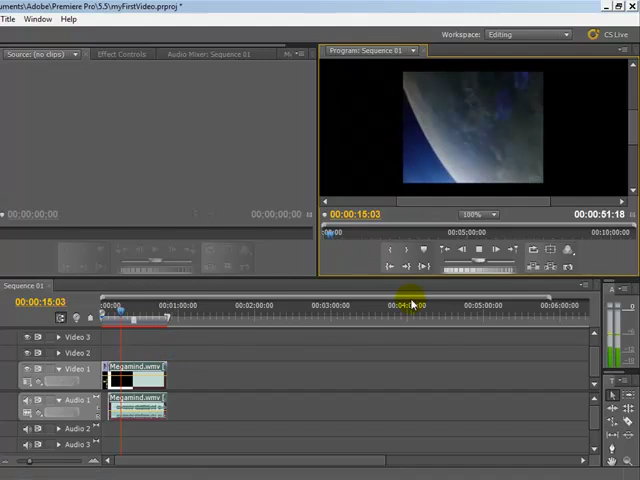 uments\Adobe\Premiere Pro\5.5\myFirstVideo.prproj *
Title Window Help
Workspace: Editing CS Live
Source: (no clips) Effect Controls Audio Mixer: Sequence 01 M
Program: Sequence 01
00;00;00;00 00;00;00;00
00:00:15:03 100% 00:00:51:18
:00:00 00:05:00:00 00:10:00:00
Sequence 01
00:00:15:03
:00:00 00:01:00:00 00:02:00:00 00:03:00:00 00:04:00:00 00:05:00:00 00:06:00:00
Video 3
Video 2
Video 1 Megamind.wmv
Audio 1 Megamind.wmv
Audio 2
Audio 3